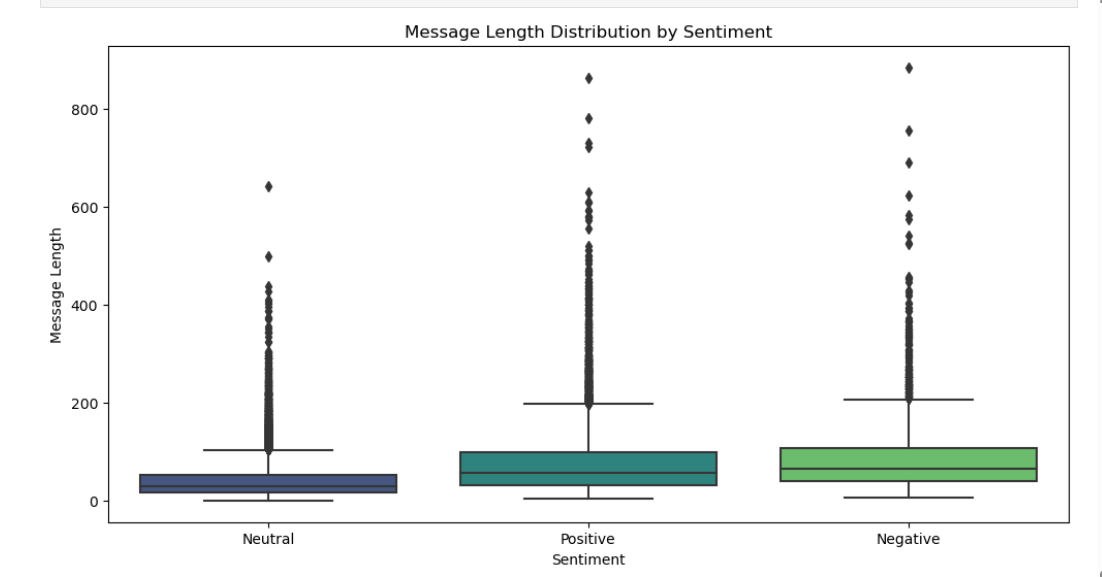 Message Length Distribution by Sentiment
800
600
400
200
0
Message Length
Neutral
Positive
Negative
Sentiment